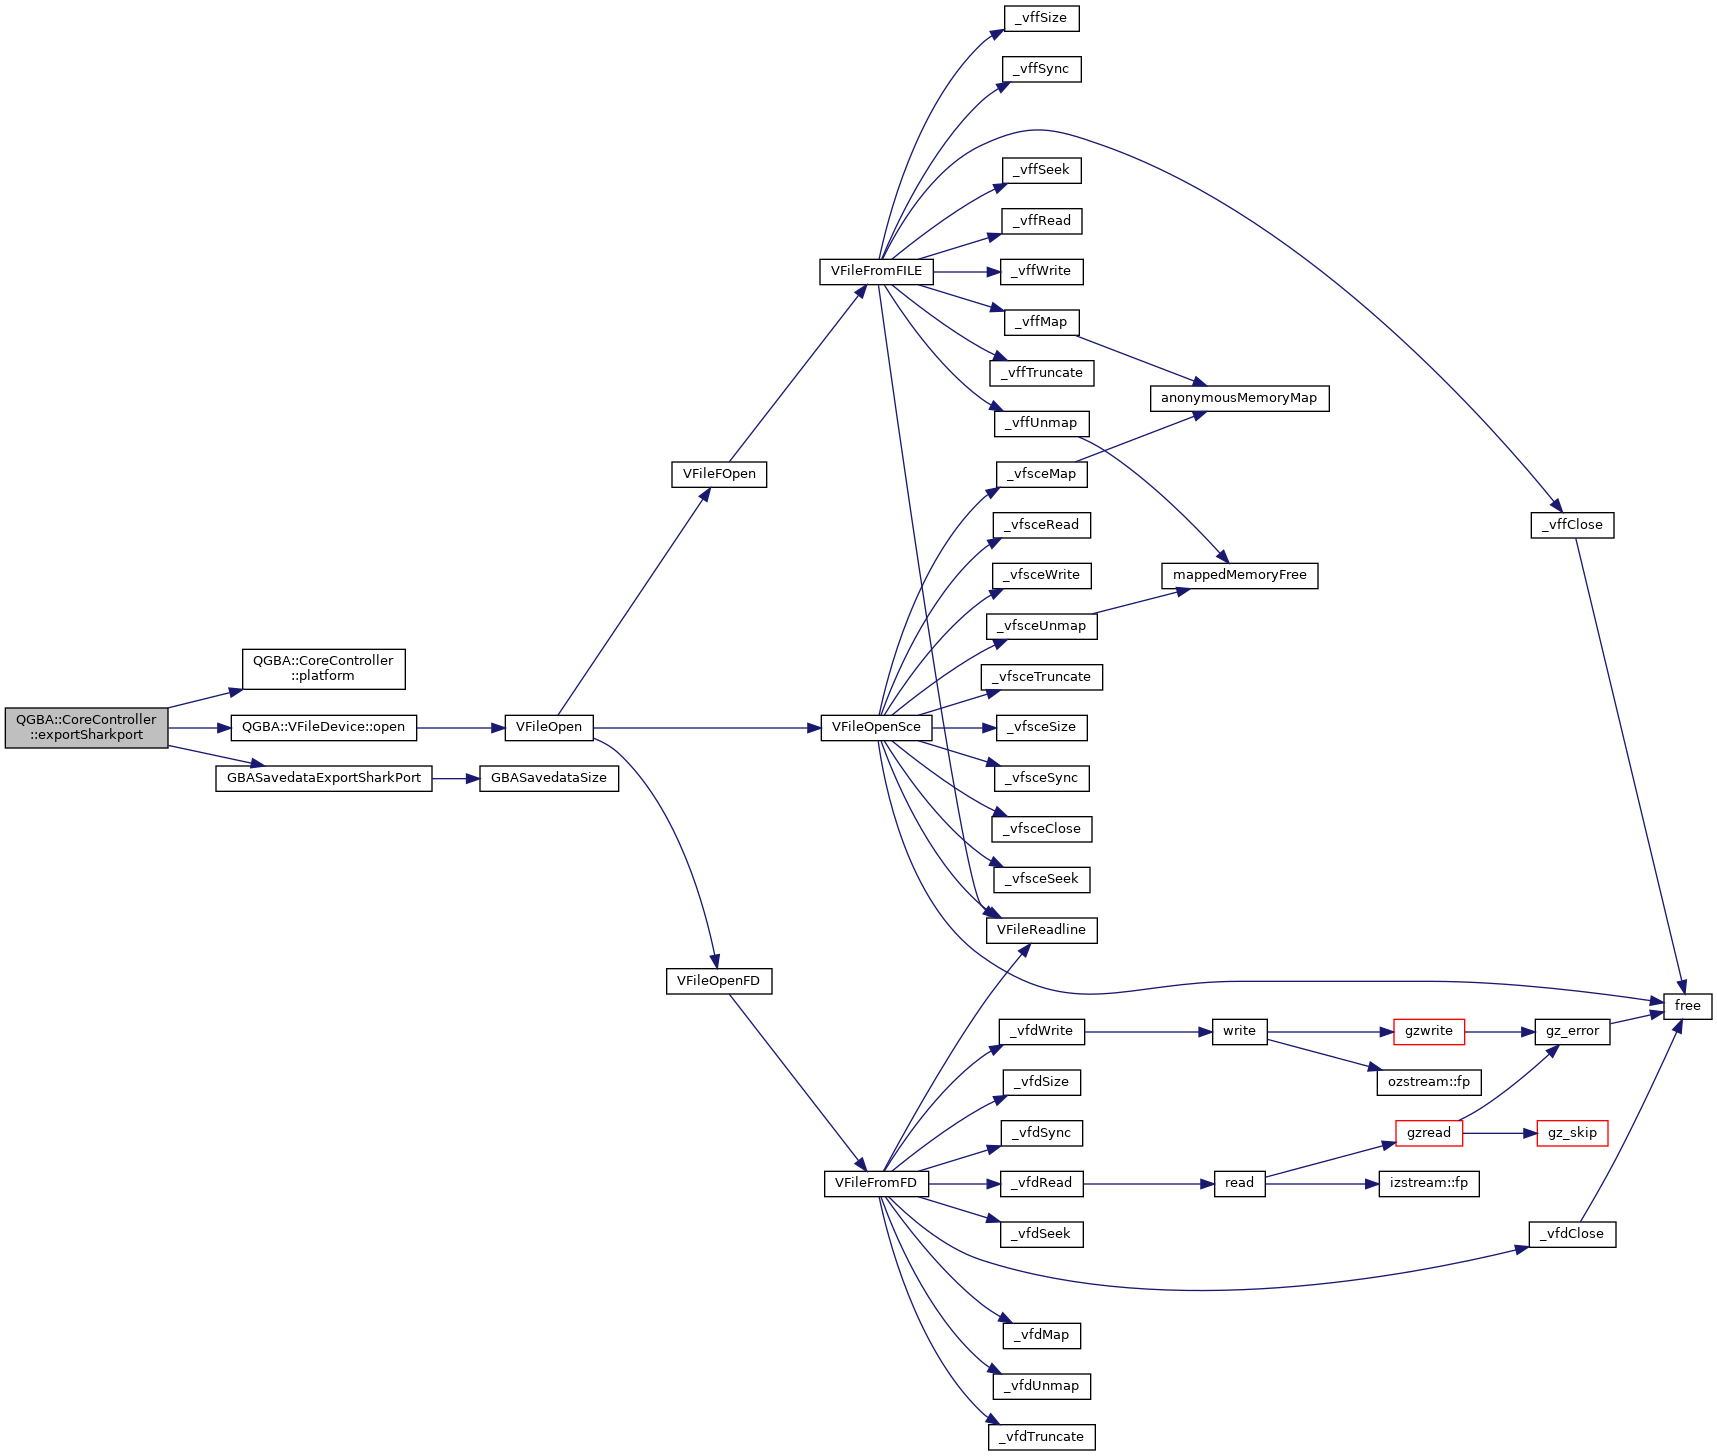 _vffSize
_vffSync
_vffSeek
_vffRead
VFileFromFILE
_vffWrite
_vffMap
_vffTruncate
anonymousMemoryMap
_vffUnmap
VFileFOpen
_vfsceMap
_vfsceRead
_vffClose
_vfsceWrite
mappedMemoryFree
_vfsceUnmap
QGBA::CoreController
::platform
_vfsceTruncate
QGBA::CoreController
::exportSharkport
QGBA::VFileDevice::open
VFileOpen
VFileOpenSce
_vfsceSize
GBASavedataExportSharkPort
GBASavedataSize
_vfsceSync
_vfsceClose
_vfsceSeek
VFileReadline
VFileOpenFD
free
_vfdWrite
write
gzwrite
gz_error
_vfdSize
ozstream::fp
_vfdSync
gzread
gz_skip
VFileFromFD
_vfdRead
read
izstream::fp
_vfdSeek
_vfdClose
_vfdMap
_vfdUnmap
_vfdTruncate